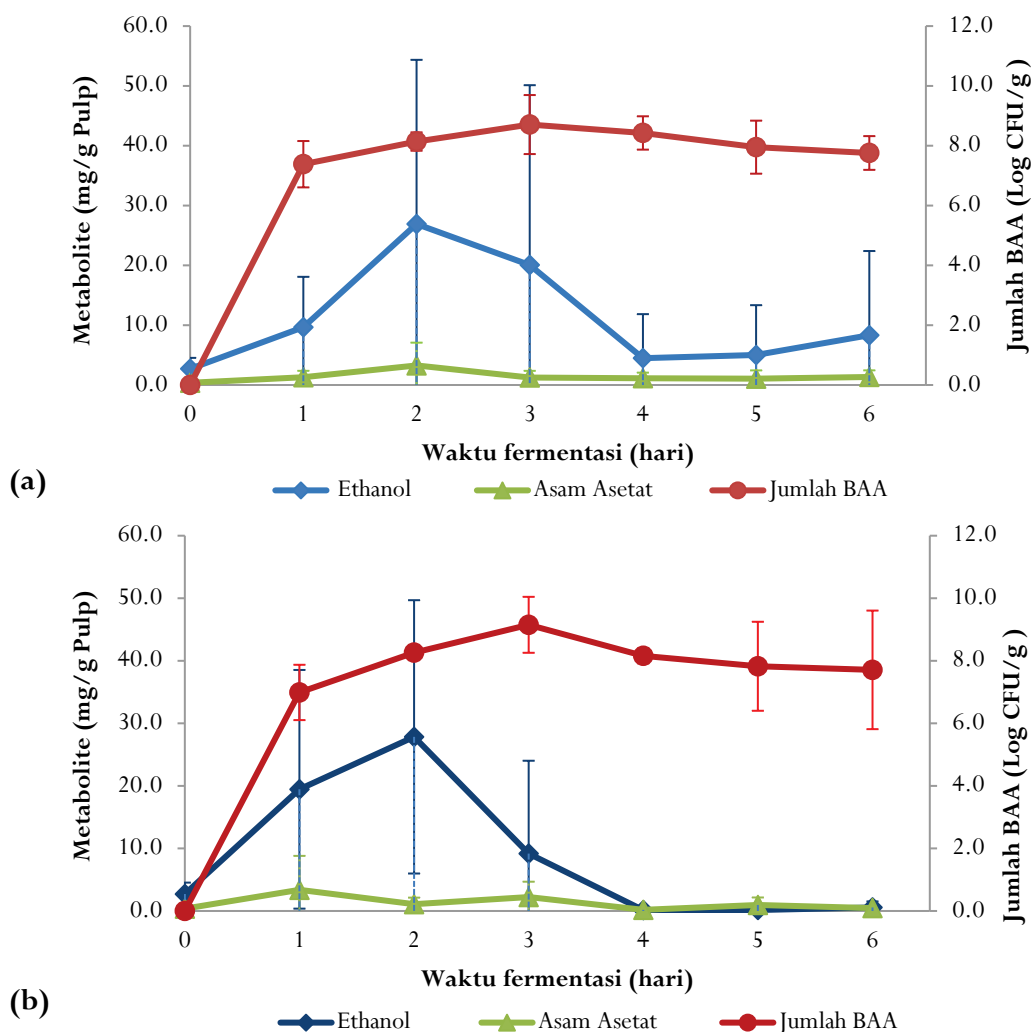 60.0
50.0
40.0
30.0
20.0
10.0
0.0
Metabolite (mg/g Pulp)
12.0
10.0
8.0
6.0
4.0
2.0
0.0
Jumlah BAA (Log CFU/g)
0 1 2 3 4 5 6
Waktu fermentasi (hari)
(a)
Ethanol Asam Asetat Jumlah BAA
60.0
50.0
40.0
30.0
20.0
10.0
0.0
Metabolite (mg/g Pulp)
12.0
10.0
8.0
6.0
4.0
2.0
0.0
Jumlah BAA (Log CFU/g)
0 1 2 3 4 5 6
Waktu fermentasi (hari)
(b)
Ethanol Asam Asetat Jumlah BAA